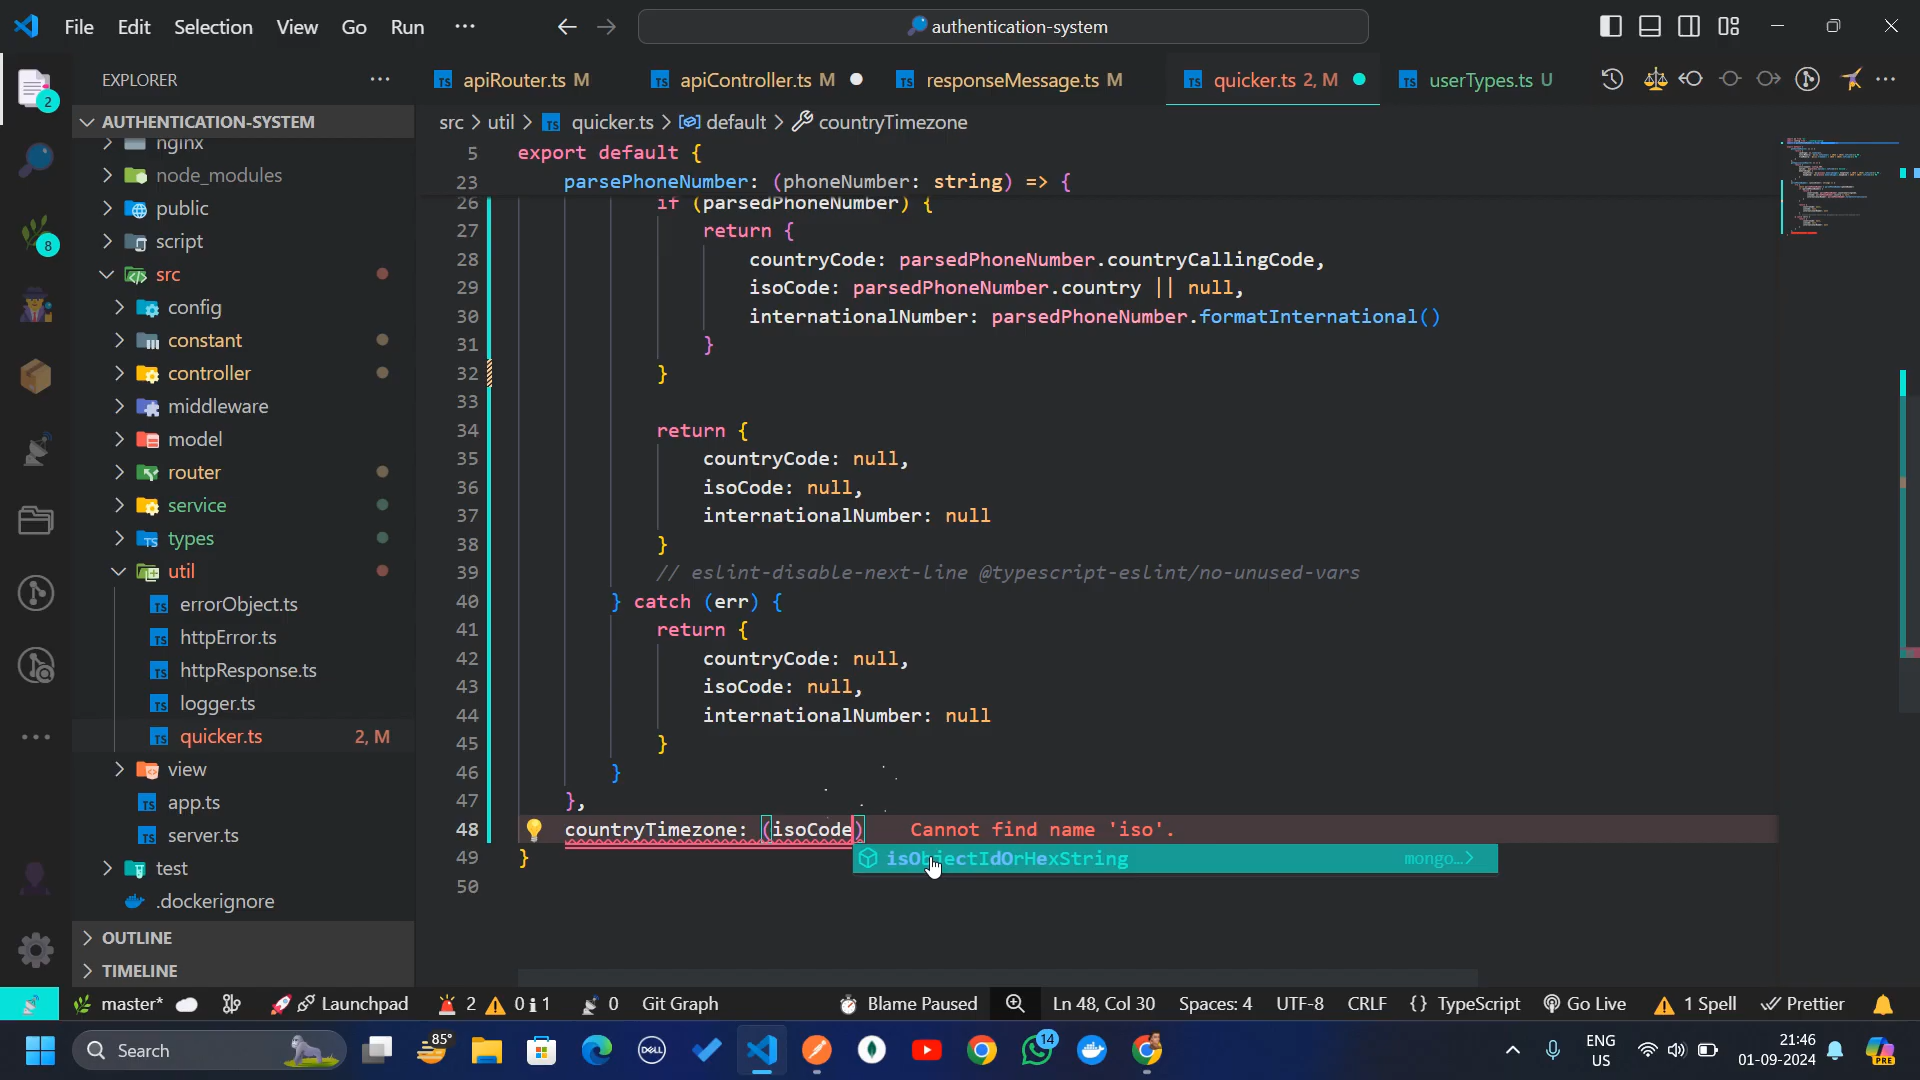 File Edit Selection View Go Run ...
authentication-system
EXPLORER
AUTHENTICATION-SYSTEM
nginx
node_modules
public
script
src
config
constant
controller
middleware
model
router
service
types
util
errorObject.ts
httpError.ts
httpResponse.ts
logger.ts
quicker.ts 2, M
view
app.ts
server.ts
test
.dockerignore
OUTLINE
TIMELINE
2
8
apiRouter.ts M
apiController.ts M
responseMessage.ts M
quicker.ts 2, M
userTypes.ts U
src > util > quicker.ts > default > countryTimezone
5 export default {
23 parsePhoneNumber: (phoneNumber: string) => {
26 if (parsedPhoneNumber) {
27 return {
28 countryCode: parsedPhoneNumber.countryCallingCode,
29 isoCode: parsedPhoneNumber.country || null,
30 internationalNumber: parsedPhoneNumber.formatInternational()
31 }
32 }
33
34 return {
35 countryCode: null,
36 isoCode: null,
37 internationalNumber: null
38 }
39 // eslint-disable-next-line @typescript-eslint/no-unused-vars
40 } catch (err) {
41 return {
42 countryCode: null,
43 isoCode: null,
44 internationalNumber: null
45 }
46 }
47 },
48 countryTimezone: (isoCode) Cannot find name 'iso'.
isObjectIdOrHexString mongo…
49 }
50
master* Launchpad 2 0 1 0 Git Graph Blame Paused Ln 48, Col 30 Spaces: 4 UTF-8 CRLF {} TypeScript Go Live 1 Spell Prettier
Search 85° DELL 14 ENG US 21:46 01-09-2024 PRE